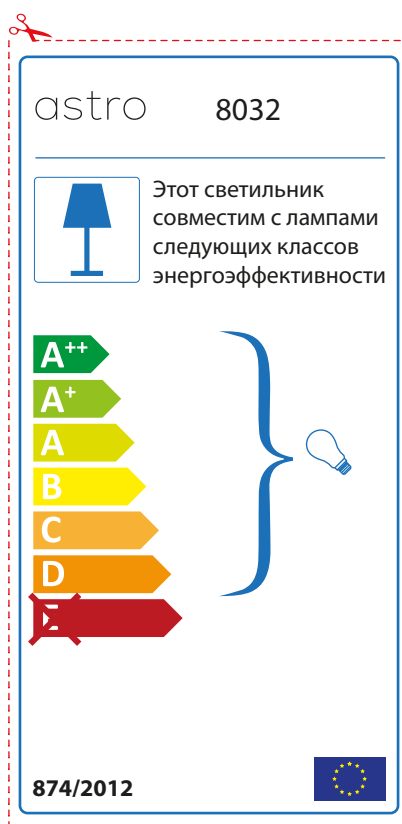 astro 8032
Этот светильник
совместим с лампами
следующих классов
энергоэффективности
A++
A+
A
B
C
D
E
874/2012